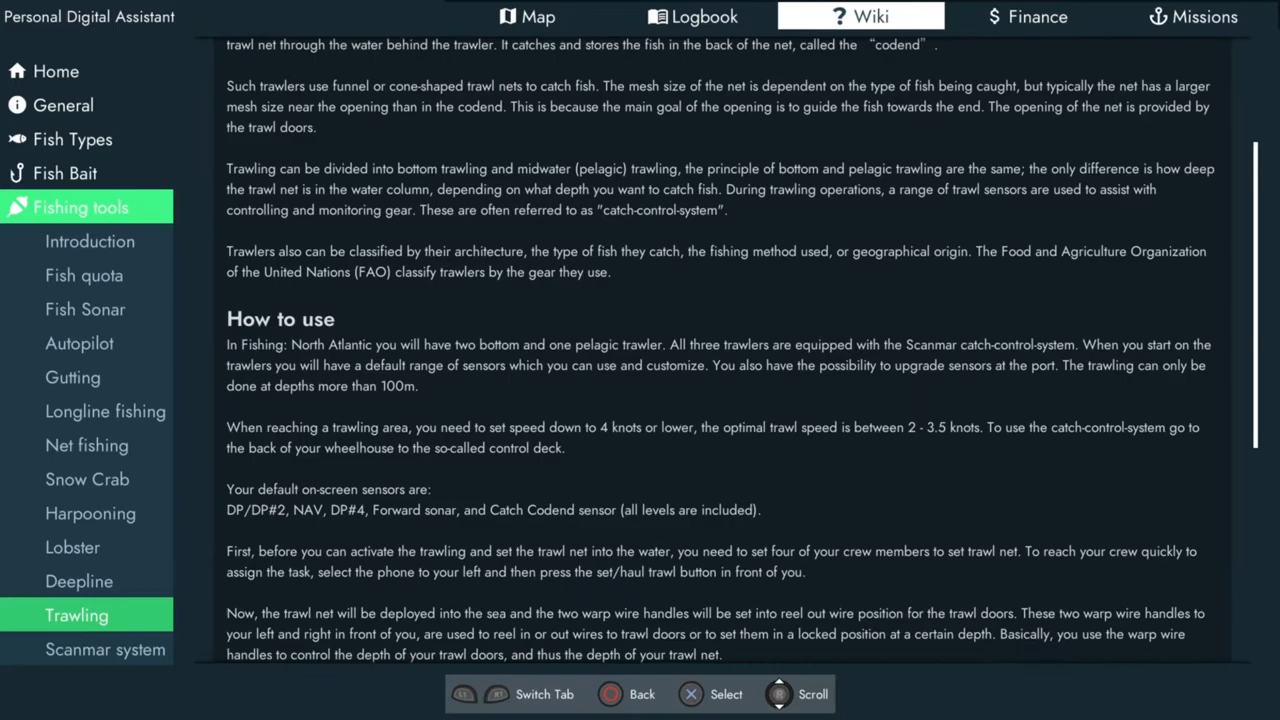 Personal Digital Assistant
Map
Logbook
? Wiki
$ Finance
Missions
Home
General
Fish Types
Fish Bait
Fishing tools
Introduction
Fish quota
Fish Sonar
Autopilot
Gutting
Longline fishing
Net fishing
Snow Crab
Harpooning
Lobster
Deepline
Trawling
Scanmar system
trawl net through the water behind the trawler. It catches and stores the fish in the back of the net, called the “codend”.
Such trawlers use funnel or cone-shaped trawl nets to catch fish. The mesh size of the net is dependent on the type of fish being caught, but typically the net has a larger
mesh size near the opening than in the codend. This is because the main goal of the opening is to guide the fish towards the end. The opening of the net is provided by
the trawl doors.
Trawling can be divided into bottom trawling and midwater (pelagic) trawling, the principle of bottom and pelagic trawling are the same; the only difference is how deep
the trawl net is in the water column, depending on what depth you want to catch fish. During trawling operations, a range of trawl sensors are used to assist with
controlling and monitoring gear. These are often referred to as "catch-control-system".
Trawlers also can be classified by their architecture, the type of fish they catch, the fishing method used, or geographical origin. The Food and Agriculture Organization
of the United Nations (FAO) classify trawlers by the gear they use.
How to use
In Fishing: North Atlantic you will have two bottom and one pelagic trawler. All three trawlers are equipped with the Scanmar catch-control-system. When you start on the
trawlers you will have a default range of sensors which you can use and customize. You also have the possibility to upgrade sensors at the port. The trawling can only be
done at depths more than 100m.
When reaching a trawling area, you need to set speed down to 4 knots or lower, the optimal trawl speed is between 2 - 3.5 knots. To use the catch-control-system go to
the back of your wheelhouse to the so-called control deck.
Your default on-screen sensors are:
DP/DP#2, NAV, DP#4, Forward sonar, and Catch Codend sensor (all levels are included).
First, before you can activate the trawling and set the trawl net into the water, you need to set four of your crew members to set trawl net. To reach your crew quickly to
assign the task, select the phone to your left and then press the set/haul trawl button in front of you.
Now, the trawl net will be deployed into the sea and the two warp wire handles will be set into reel out wire position for the trawl doors. These two warp wire handles to
your left and right in front of you, are used to reel in or out wires to trawl doors or to set them in a locked position at a certain depth. Basically, you use the warp wire
handles to control the depth of your trawl doors, and thus the depth of your trawl net.
L1 R1 Switch Tab
Back
Select
R Scroll